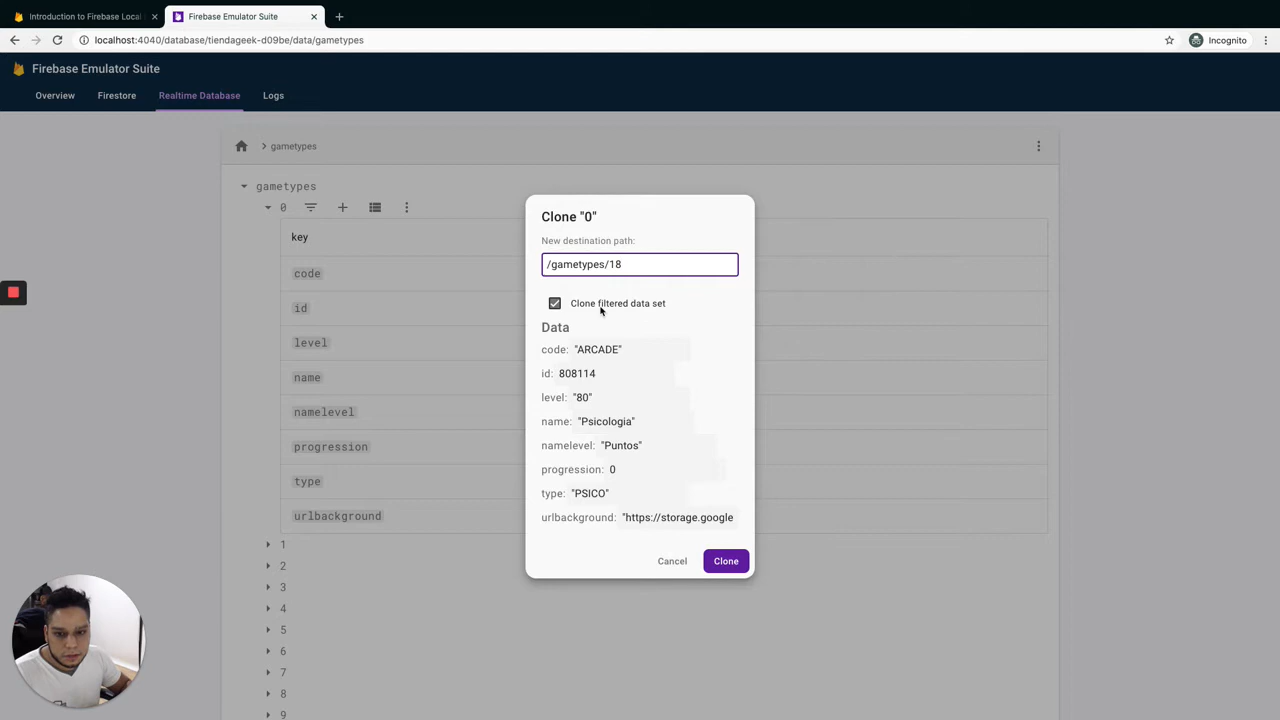 Introduction to Firebase Local
Firebase Emulator Suite
localhost:4040/database/tiendageek-d09be/data/gametypes
Incognito
Firebase Emulator Suite
Overview
Firestore
Realtime Database
Logs
gametypes
gametypes
0
key
code
id
level
name
namelevel
progression
type
urlbackground
1
2
3
4
5
6
7
8
9
Clone "0"
New destination path:
/gametypes/18
Clone filtered data set
Data
code: "ARCADE"
id: 808114
level: "80"
name: "Psicologia"
namelevel: "Puntos"
progression: 0
type: "PSICO"
urlbackground: "https://storage.google
Cancel
Clone